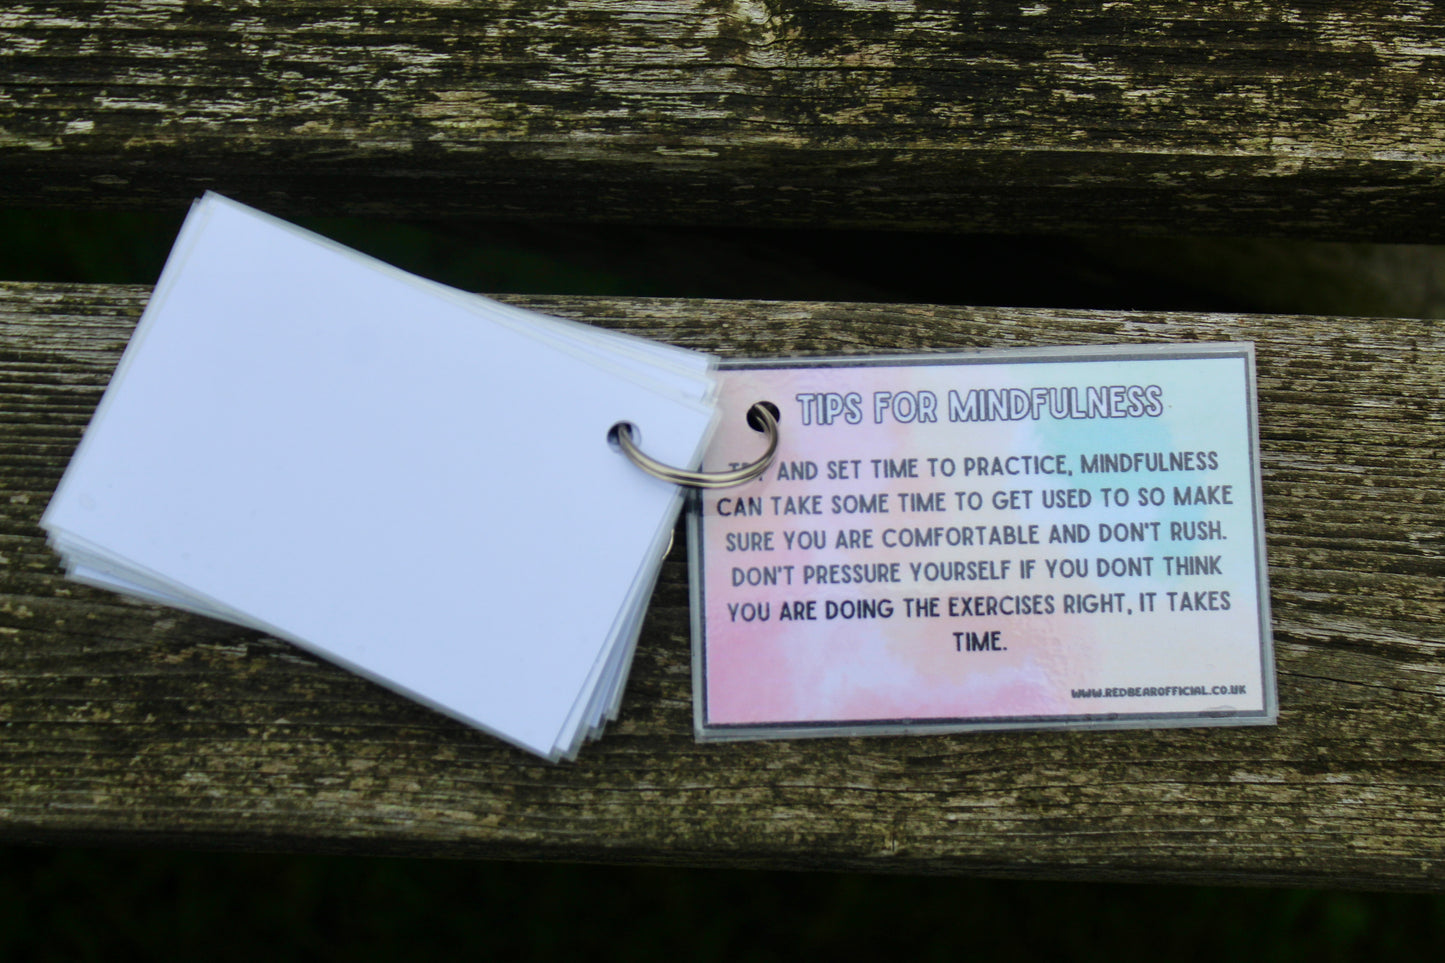 TIPS FOR MINDFULNESS
TRY AND SET TIME TO PRACTICE, MINDFULNESS
CAN TAKE SOME TIME TO GET USED TO SO MAKE
SURE YOU ARE COMFORTABLE AND DON'T RUSH.
DON'T PRESSURE YOURSELF IF YOU DONT THINK
YOU ARE DOING THE EXERCISES RIGHT, IT TAKES
TIME.
WWW.REDBEAROFFICIAL.CO.UK